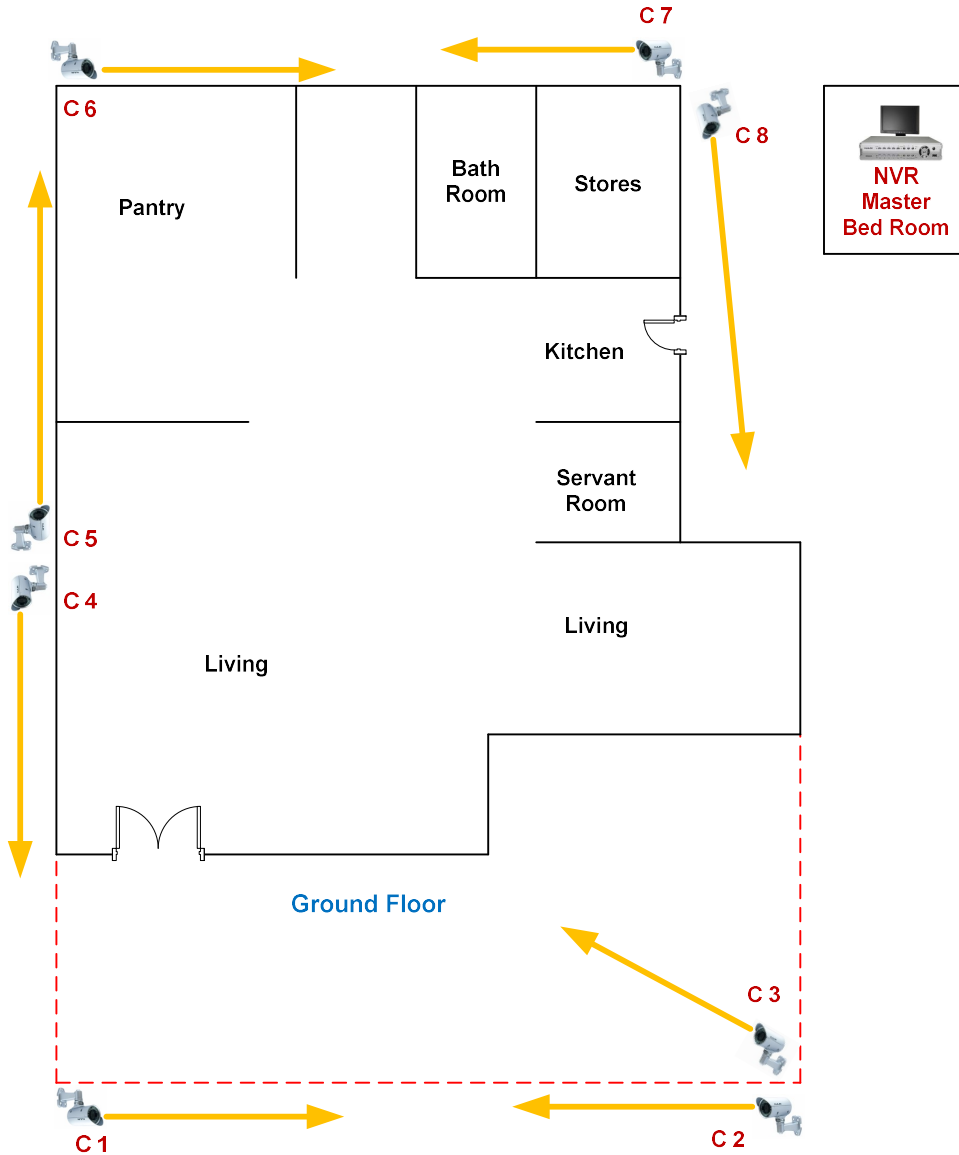 C 7
C 6
C 8
Bath
Room
Stores
Pantry
NVR
Master
Bed Room
Kitchen
Servant
Room
C 5
C 4
Living
Living
Ground Floor
C 3
C 1
C 2